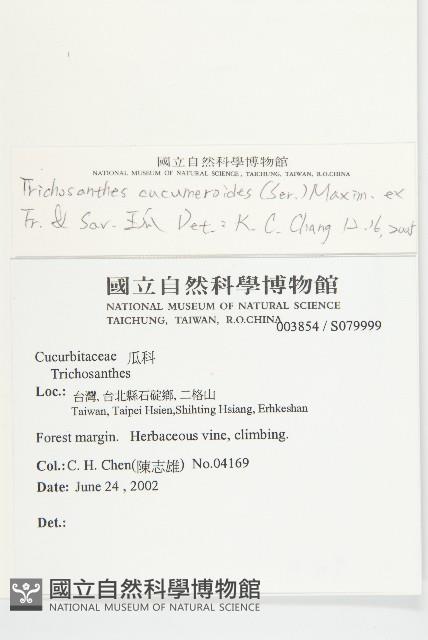 國立自然科學博物館
NATIONAL MUSEUM OF NATURAL SCIENCE, TAICHUNG, TAIWAN, R.O.CHINA
Trichosanthes cucumeroides (Ser.) Maxim. ex
Fr. & Sav. 王瓜 Det.: K. C. Chang 12.16, 2005
國立自然科學博物館
NATIONAL MUSEUM OF NATURAL SCIENCE
TAICHUNG, TAIWAN, R.O.CHINA
003854 / S079999
Cucurbitaceae 瓜科
Trichosanthes
Loc.: 台灣, 台北縣石碇鄉, 二格山
Taiwan, Taipei Hsien,Shihting Hsiang, Erhkeshan
Forest margin. Herbaceous vine, climbing.
Col.: C. H. Chen(陳志雄) No.04169
Date: June 24 , 2002
Det.:
國立自然科學博物館
NATIONAL MUSEUM OF NATURAL SCIENCE